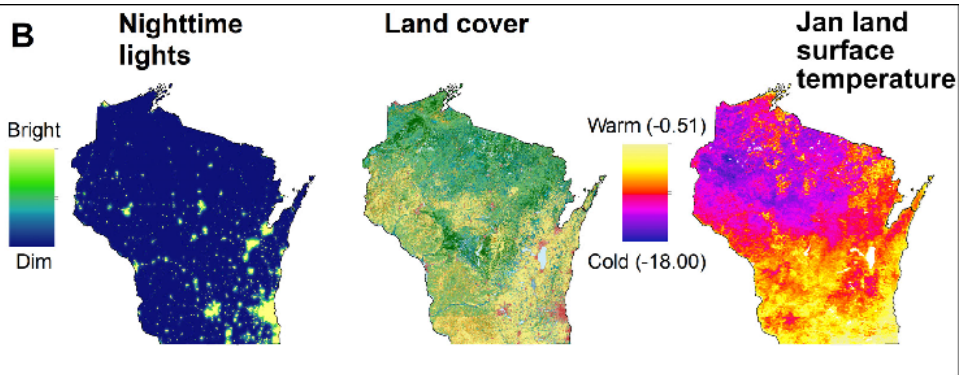 B
Nighttime
lights
Land cover
Jan land
surface
temperature
Bright
Dim
Warm (-0.51)
Cold (-18.00)